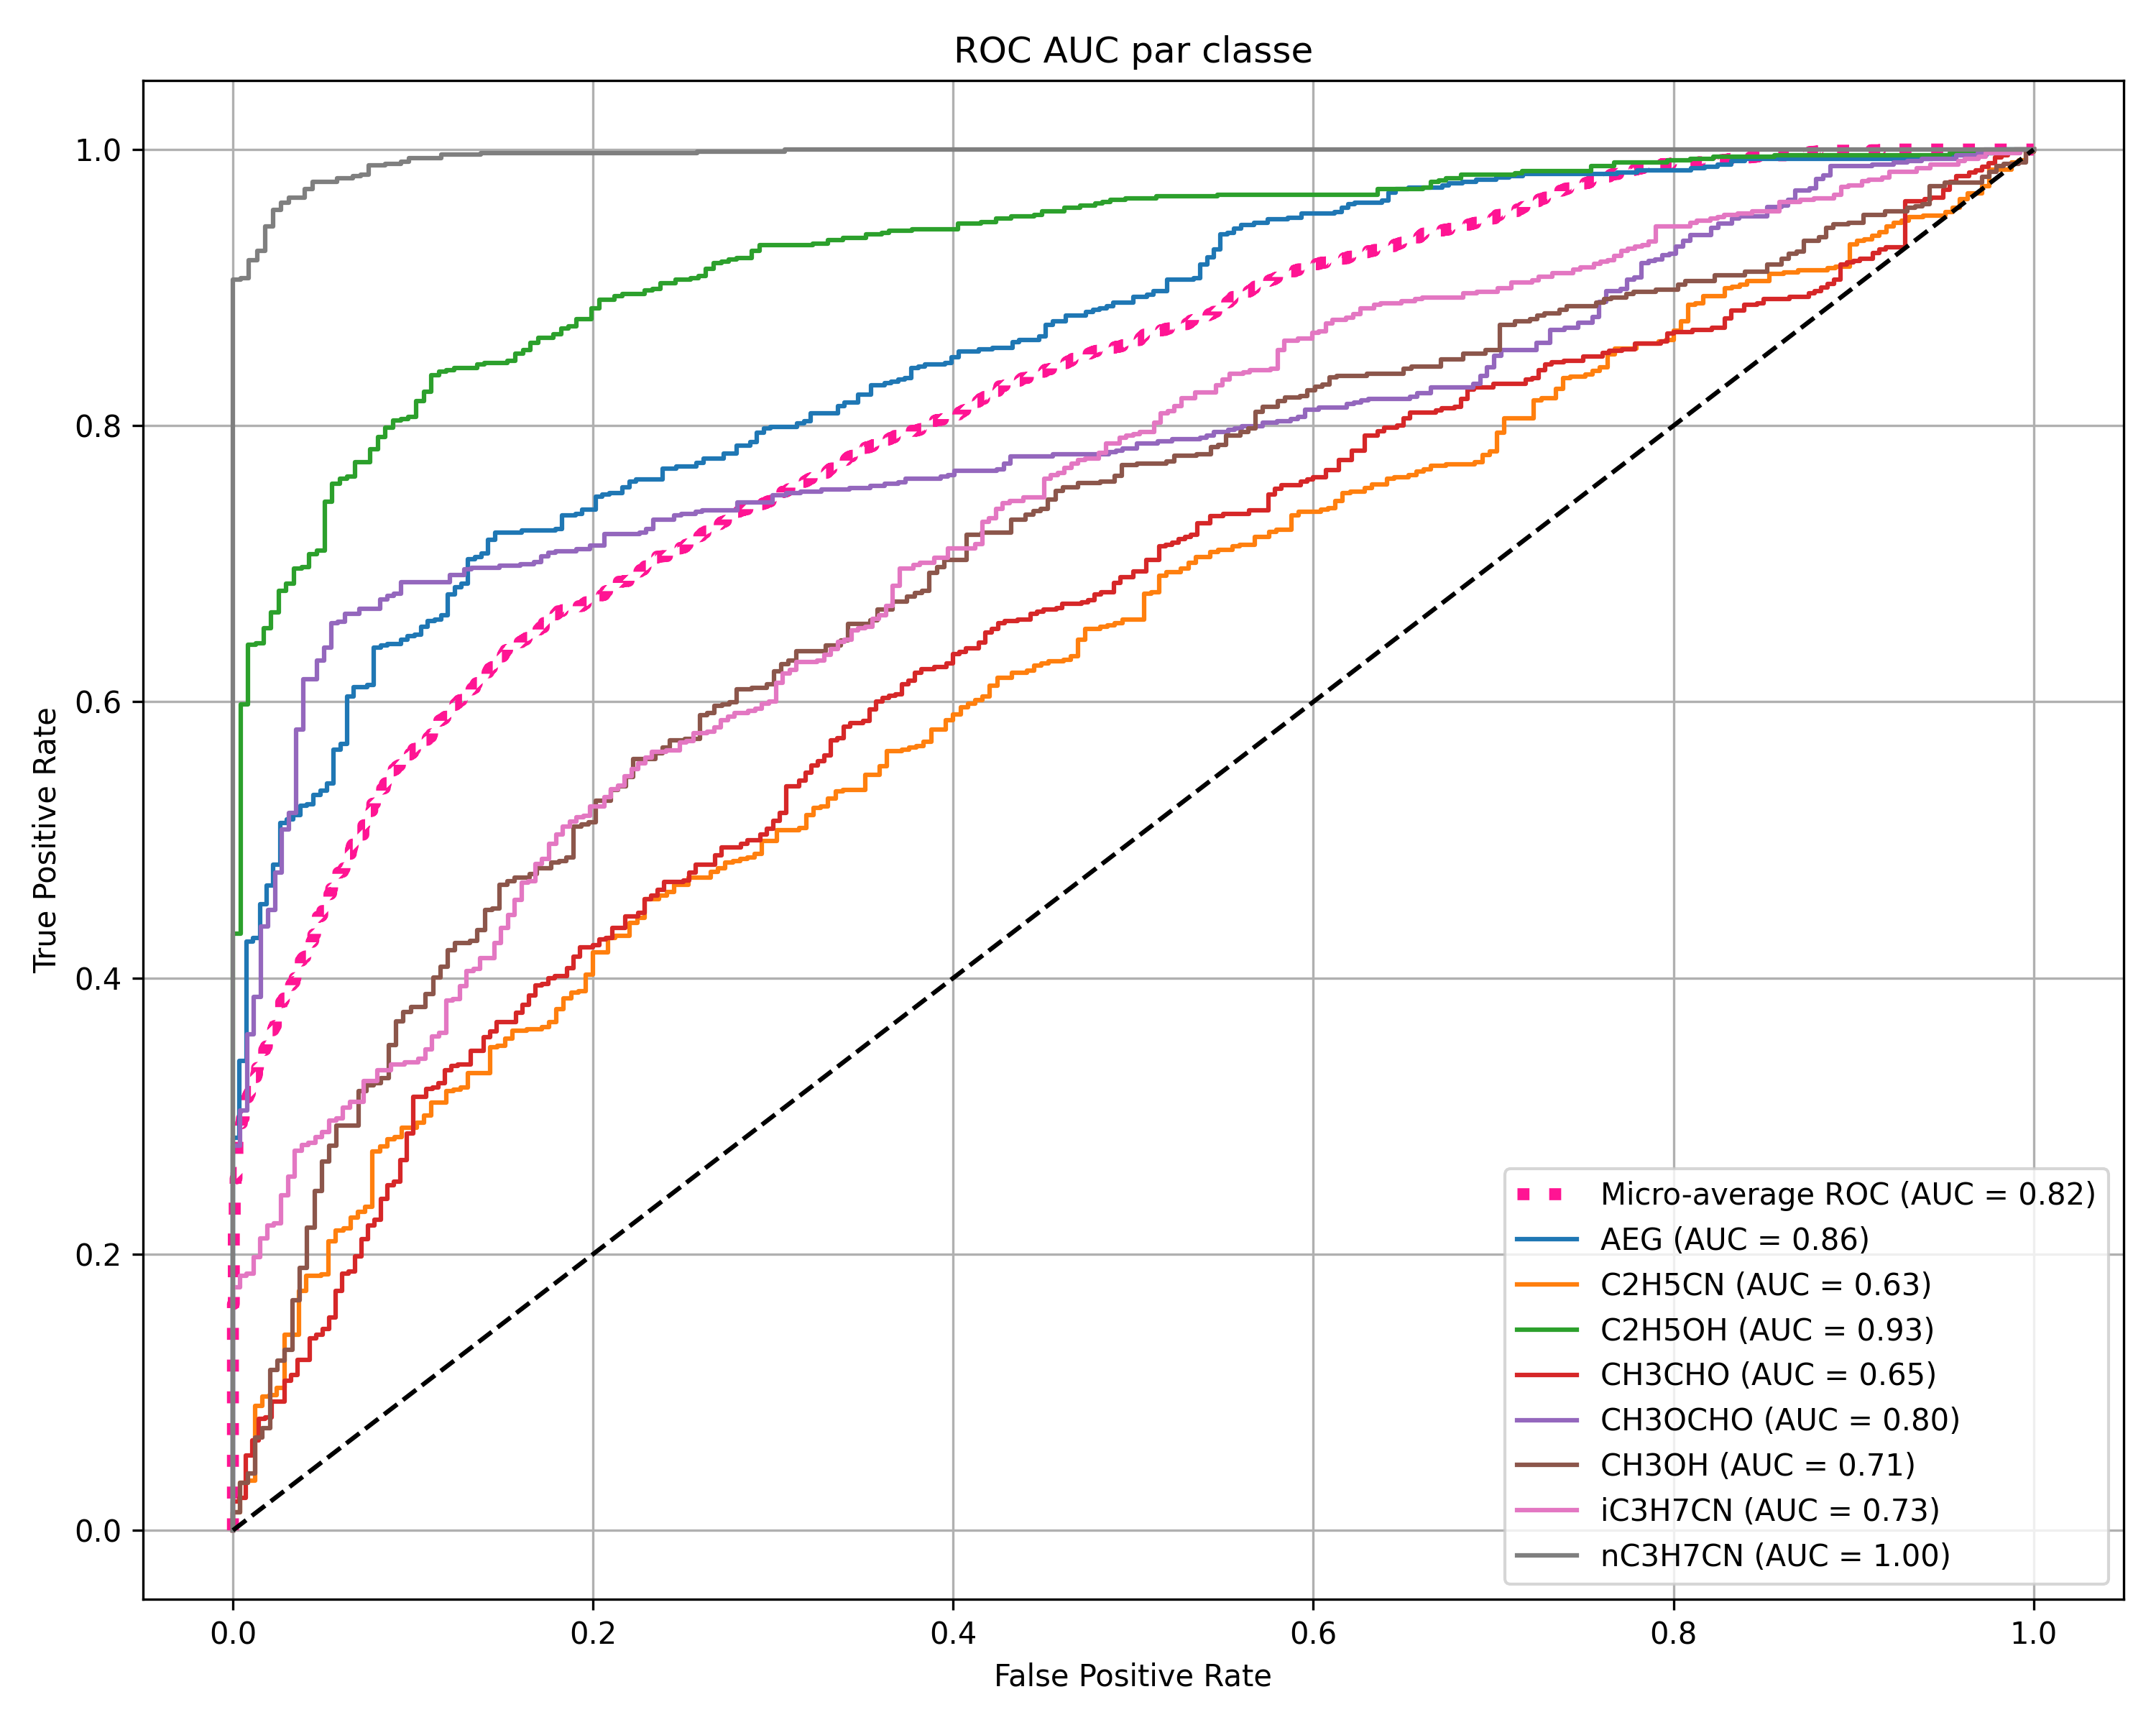 ROC AUC par classe
1.0
0.8
0.6
0.4
0.2
0.0
True Positive Rate
0.0 0.2 0.4 0.6 0.8 1.0
False Positive Rate
Micro-average ROC (AUC = 0.82)
AEG (AUC = 0.86)
C2H5CN (AUC = 0.63)
C2H5OH (AUC = 0.93)
CH3CHO (AUC = 0.65)
CH3OCHO (AUC = 0.80)
CH3OH (AUC = 0.71)
iC3H7CN (AUC = 0.73)
nC3H7CN (AUC = 1.00)